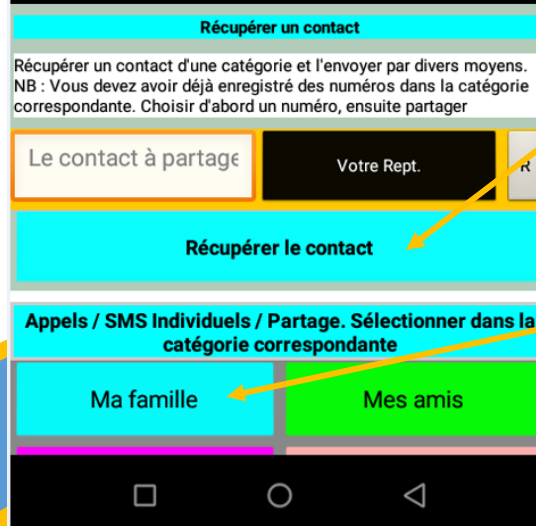 Récupérer un contact
Récupérer un contact d'une catégorie et l'envoyer par divers moyens.
NB : Vous devez avoir déjà enregistré des numéros dans la catégorie
correspondante. Choisir d'abord un numéro, ensuite partager
Le contact à partage
Votre Rept.
R
Récupérer le contact
Appels / SMS Individuels / Partage. Sélectionner dans la
catégorie correspondante
Ma famille
Mes amis